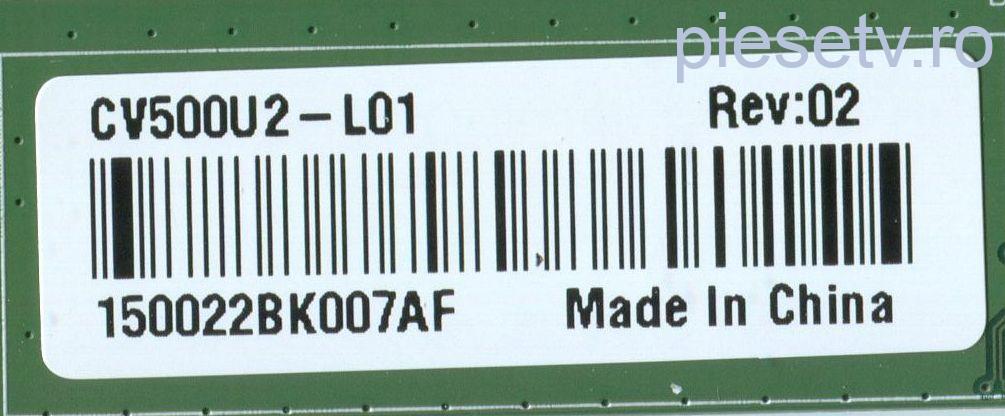 piesetv.ro
CV500U2-L01 Rev:02
150022BK007AF Made In China